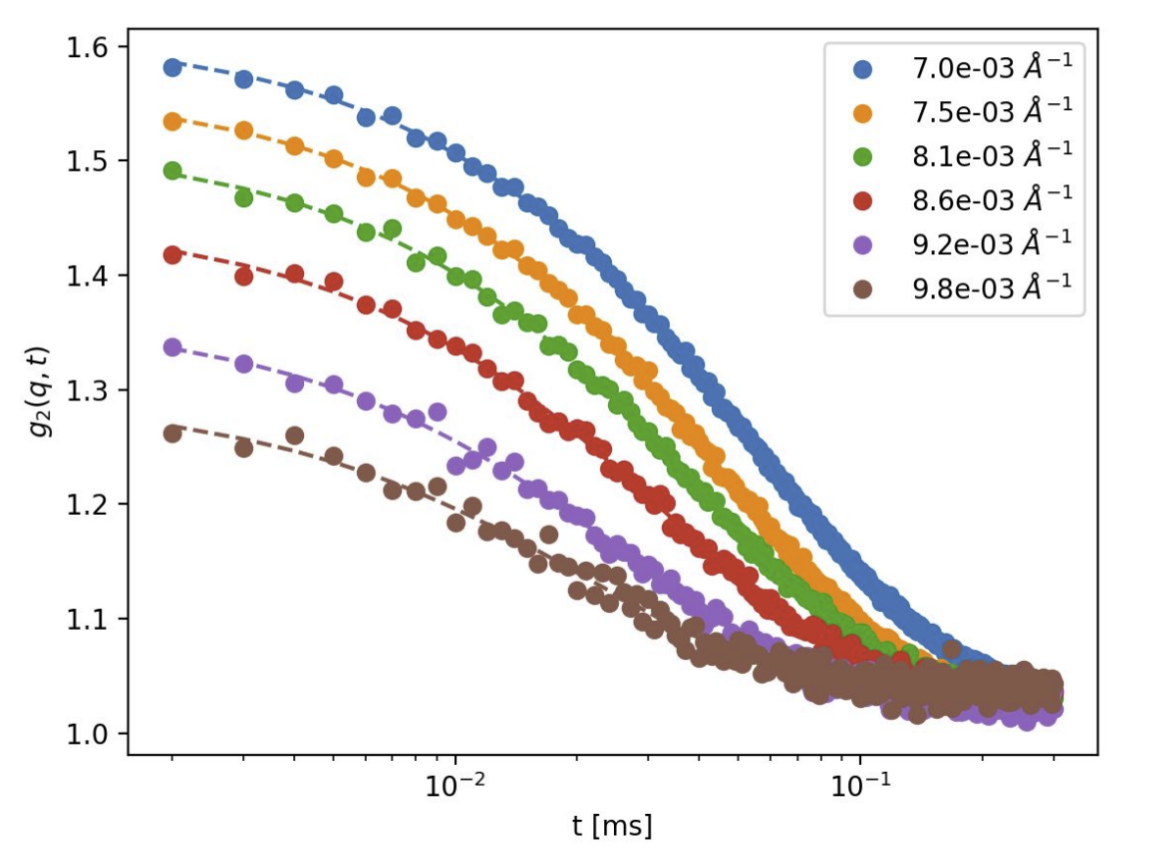 1.6
1.5
1.4
1.3
1.2
1.1
1.0
g₂(q, t)
7.0e-03 Å⁻¹
7.5e-03 Å⁻¹
8.1e-03 Å⁻¹
8.6e-03 Å⁻¹
9.2e-03 Å⁻¹
9.8e-03 Å⁻¹
10⁻² 10⁻¹
t [ms]